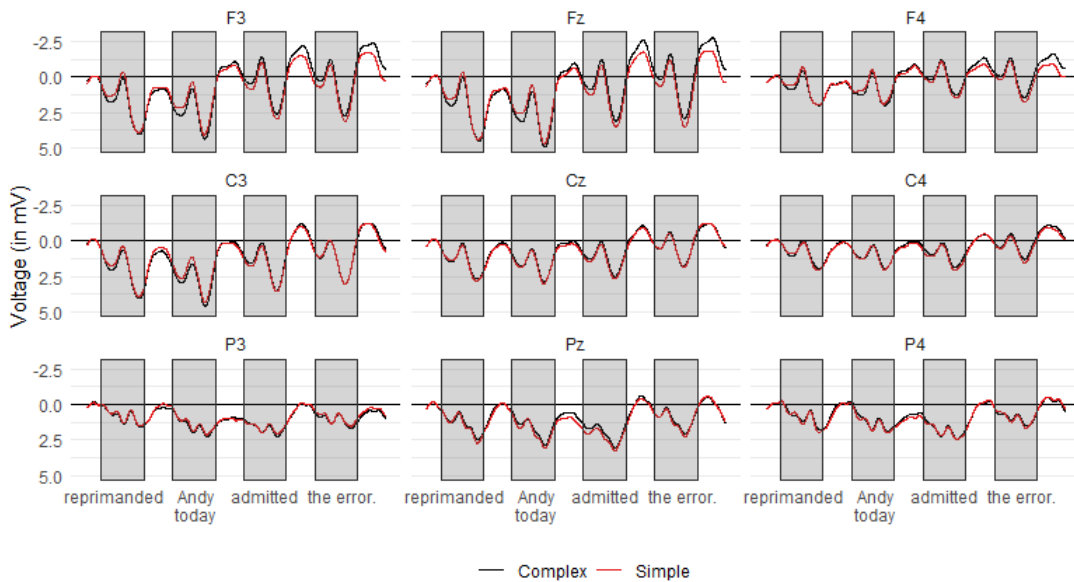 F3 Fz F4
-2.5
0.0
2.5
5.0
C3 Cz C4
-2.5
0.0
2.5
5.0
P3 Pz P4
-2.5
0.0
2.5
5.0
Voltage (in mV)
reprimanded Andy today admitted the error. reprimanded Andy today admitted the error. reprimanded Andy today admitted the error.
Complex Simple